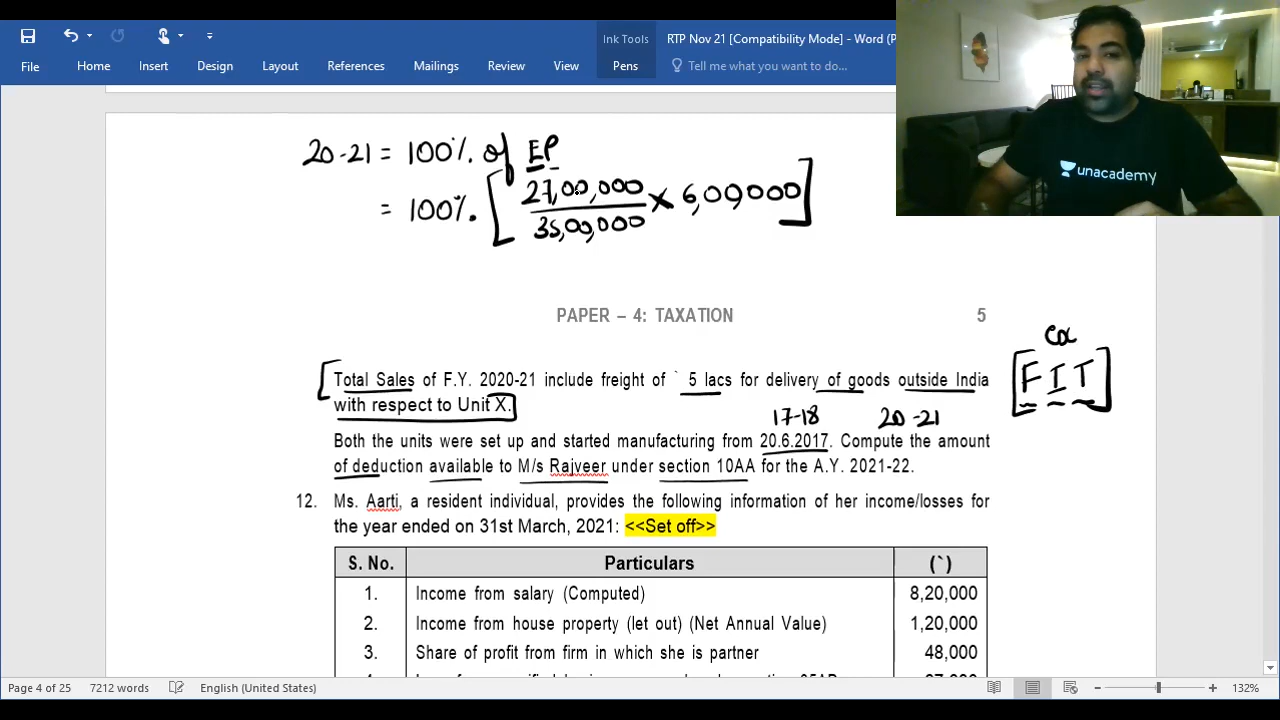 Ink Tools
RTP Nov 21 [Compatibility Mode] - Word (P
File
Home
Insert
Design
Layout
References
Mailings
Review
View
Pens
Tell me what you want to do...
unacademy
20-21 = 100% of EP
= 100%. [ 27,00,000 / 35,00,000 × 6,00,000 ]
PAPER – 4: TAXATION 5
Total Sales of F.Y. 2020-21 include freight of ` 5 lacs for delivery of goods outside India
with respect to Unit X.
[FIT]
17-18 20-21
Both the units were set up and started manufacturing from 20.6.2017. Compute the amount
of deduction available to M/s Rajveer under section 10AA for the A.Y. 2021-22.
12. Ms. Aarti, a resident individual, provides the following information of her income/losses for
the year ended on 31st March, 2021: <<Set off>>
S. No. Particulars (`)
1. Income from salary (Computed) 8,20,000
2. Income from house property (let out) (Net Annual Value) 1,20,000
3. Share of profit from firm in which she is partner 48,000
Page 4 of 25
7212 words
English (United States)
132%